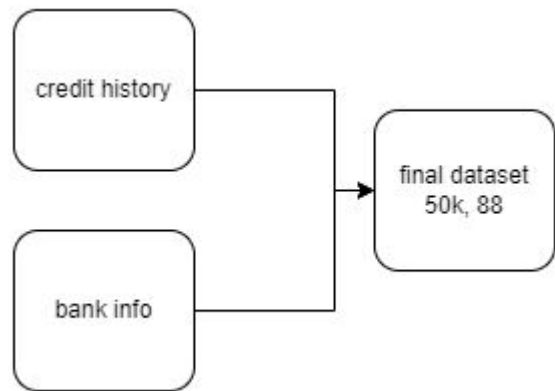 credit history
final dataset
50k, 88
bank info